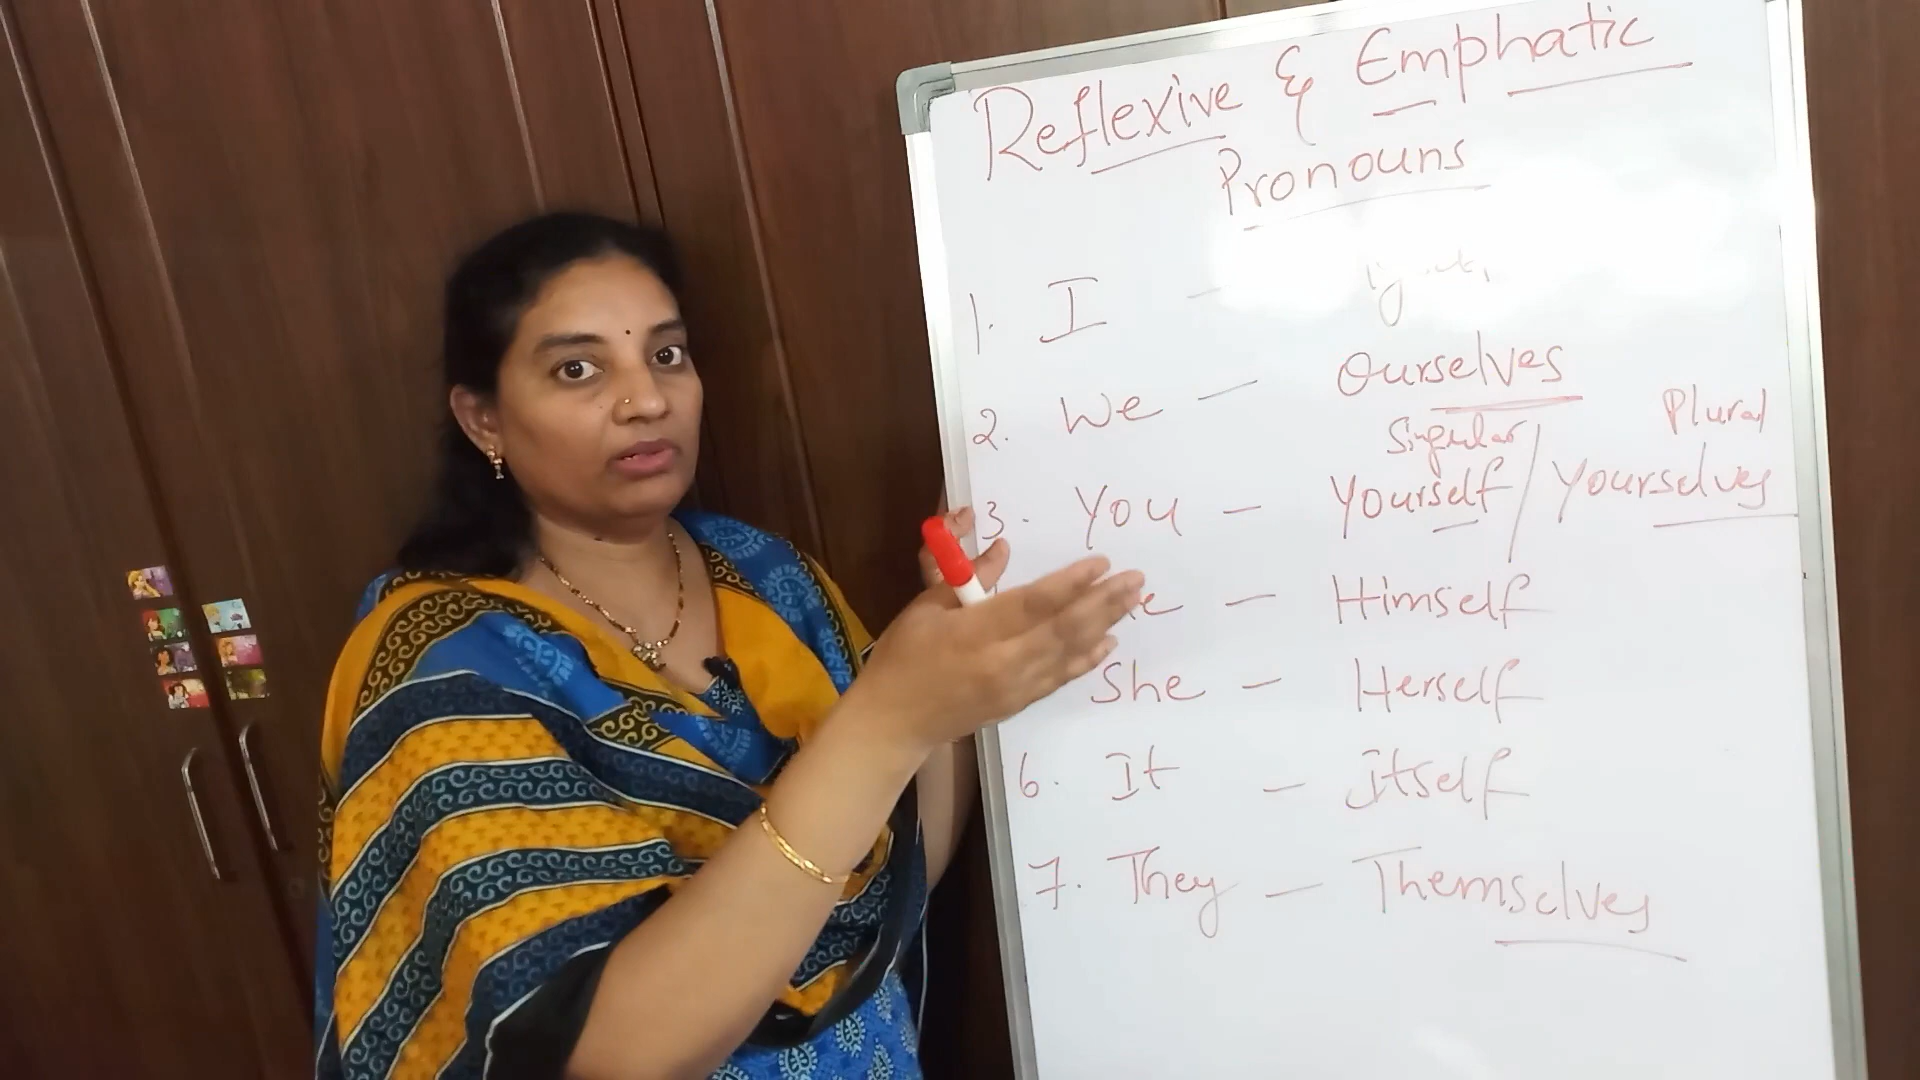 Reflexive & Emphatic
Pronouns
1. I –
2. We – Ourselves
Singular Plural
3. You – Yourself / Yourselves
– Himself
She – Herself
6. It – Itself
7. They – Themselves